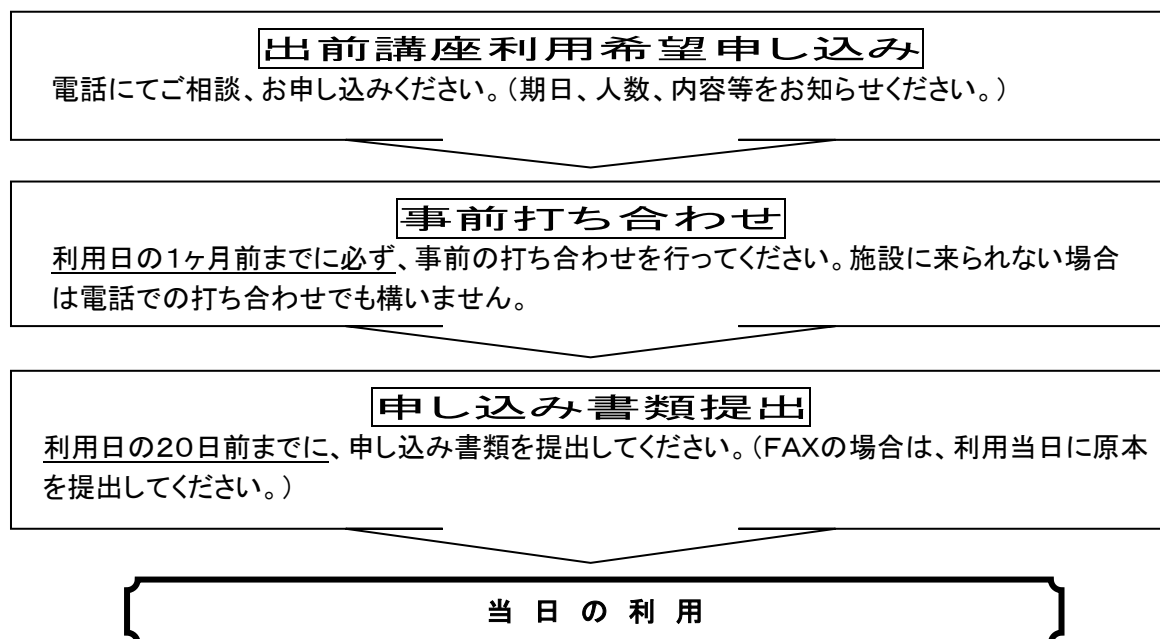 出前講座利用希望申し込み
電話にてご相談、お申し込みください。（期日、人数、内容等をお知らせください。）
事前打ち合わせ
利用日の1ヶ月前までに必ず、事前の打ち合わせを行ってください。施設に来られない場合
は電話での打ち合わせでも構いません。
申し込み書類提出
利用日の20日前までに、申し込み書類を提出してください。（FAXの場合は、利用当日に原本
を提出してください。）
当 日 の 利 用